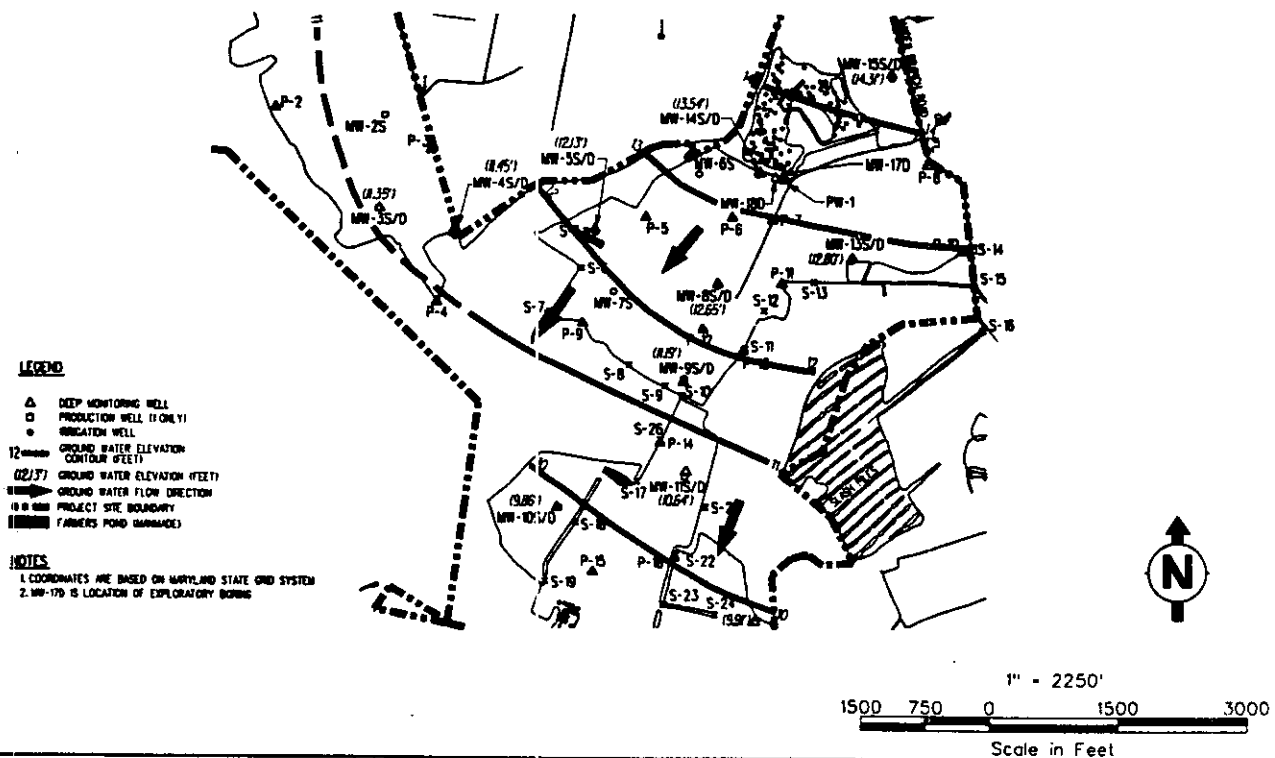 P-2
MW-2S
(11.35')
MW-3S/D
P-4
(11.45')
MW-4S/D
(12.13')
MW-5S/D
13
(13.54')
MW-14S/D
MW-6S
MW-15S/D
(14.31')
MW-17D
P-8
PW-1
MW-18D
P-5
P-6
P-7
MW-13S/D
(12.80')
S-14
S-15
S-16
P-11
S-13
S-12
MW-8S/D
(12.65')
MW-7S
S-7
P-9
S-11
12
S-8
(11.19')
MW-9S/D
S-9
S-10
S-26
P-14
11
S-17
MW-11S/D
(10.64')
(9.86')
MW-10S/D
S-18
P-15
S-19
S-22
S-23
S-24
10
LEGEND
DEEP MONITORING WELL
PRODUCTION WELL (1 ONLY)
IRRIGATION WELL
12 GROUND WATER ELEVATION
CONTOUR (FEET)
(12.13') GROUND WATER ELEVATION (FEET)
GROUND WATER FLOW DIRECTION
PROJECT SITE BOUNDARY
FARMERS POND (MANMADE)
NOTES
1. COORDINATES ARE BASED ON MARYLAND STATE GRID SYSTEM
2. MW-17D IS LOCATION OF EXPLORATORY BORING
N
1" - 2250'
1500 750 0 1500 3000
Scale in Feet